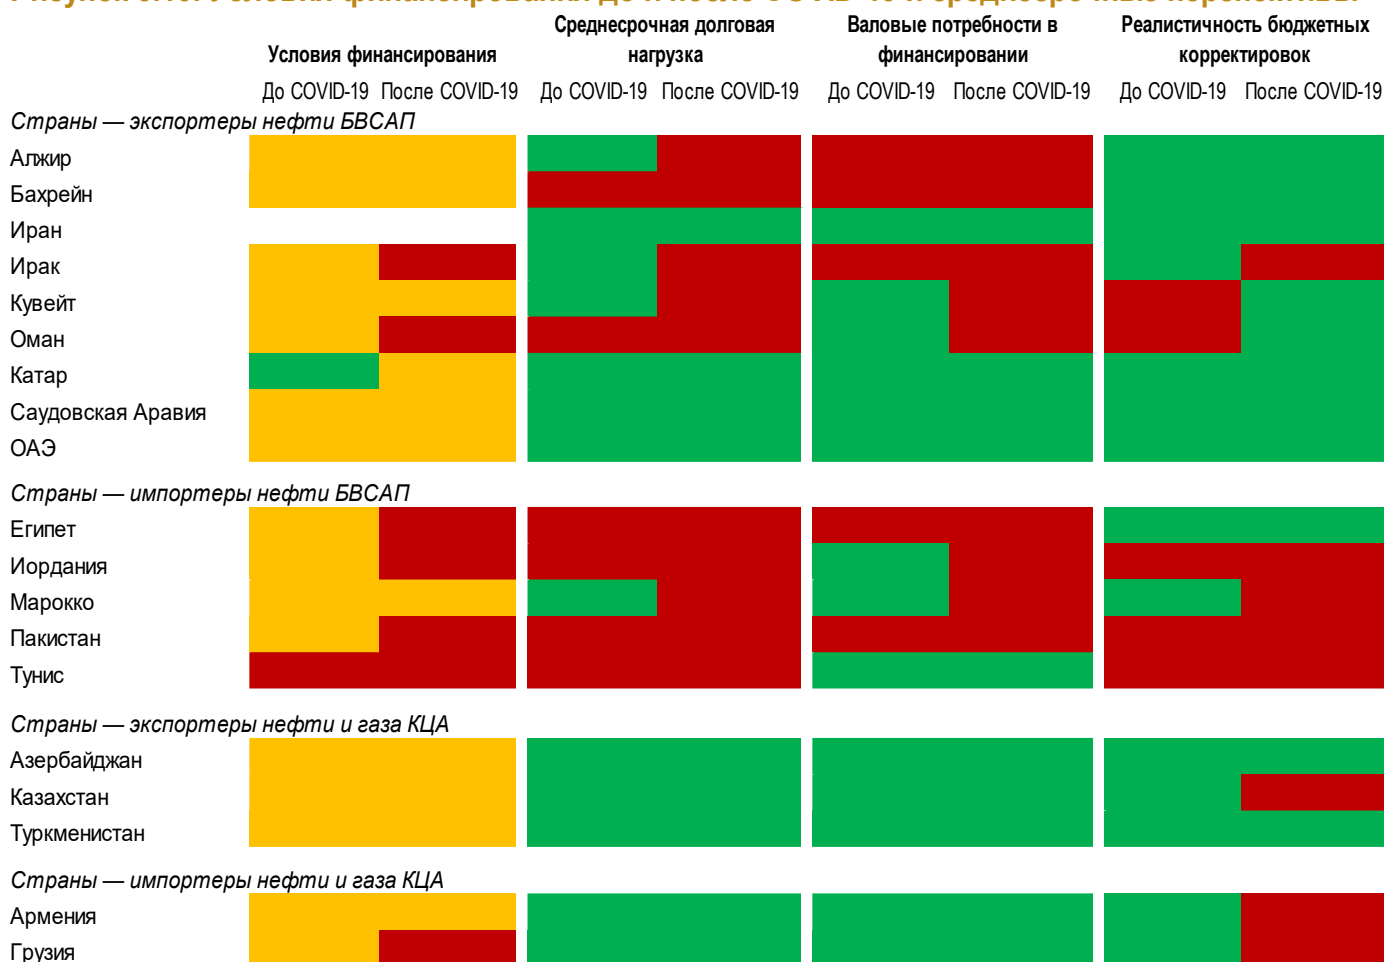 Среднесрочная долговая нагрузка
Валовые потребности в финансировании
Реалистичность бюджетных корректировок
Условия финансирования
До COVID-19 После COVID-19 До COVID-19 После COVID-19 До COVID-19 После COVID-19 До COVID-19 После COVID-19
Страны — экспортеры нефти БВСАП
Алжир
Бахрейн
Иран
Ирак
Кувейт
Оман
Катар
Саудовская Аравия
ОАЭ
Страны — импортеры нефти БВСАП
Египет
Иордания
Марокко
Пакистан
Тунис
Страны — экспортеры нефти и газа КЦА
Азербайджан
Казахстан
Туркменистан
Страны — импортеры нефти и газа КЦА
Армения
Грузия